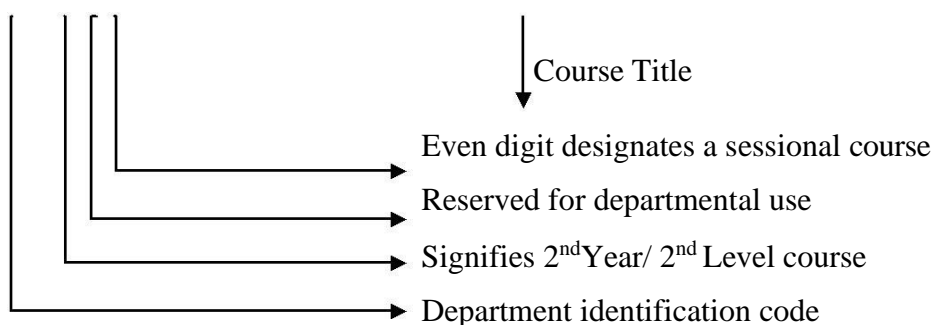 Course Title
Even digit designates a sessional course
Reserved for departmental use
Signifies 2ndYear/ 2nd Level course
Department identification code